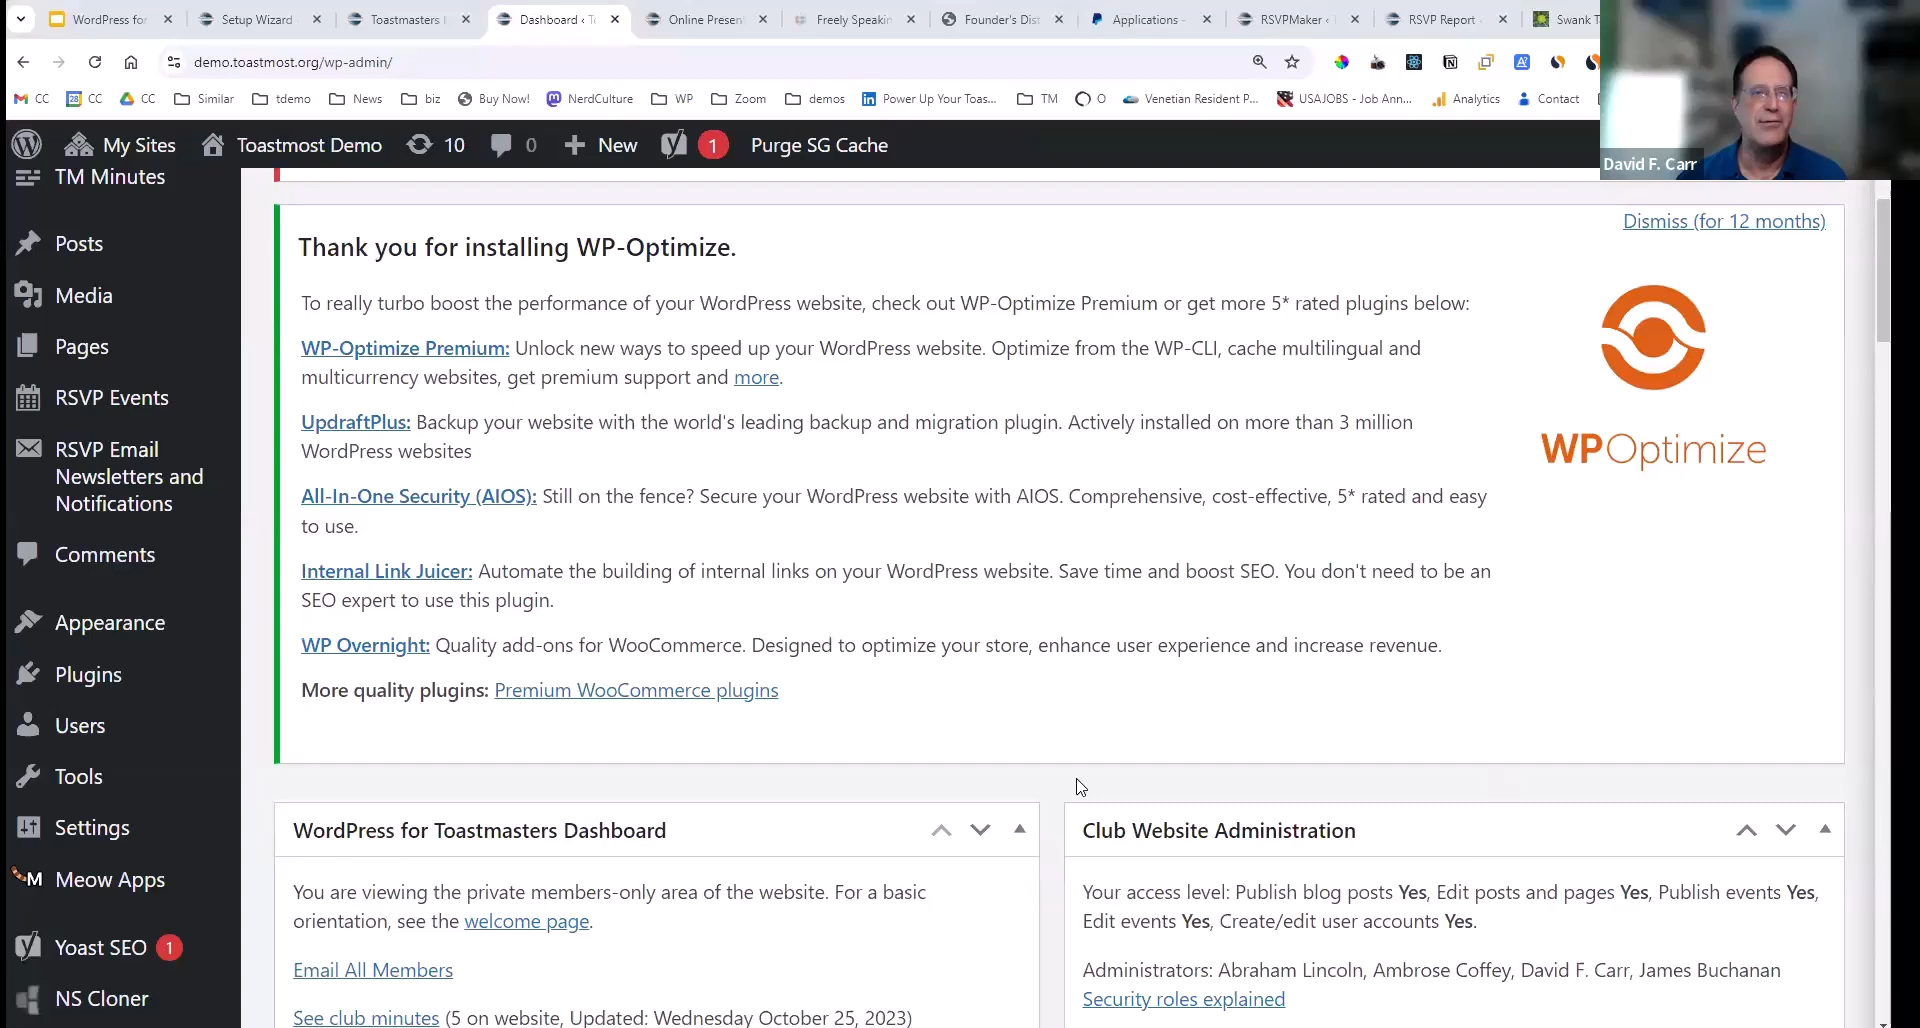 WordPress for
Setup Wizard
Toastmasters
Dashboard ‹ To
Online Presen
Freely Speakin
Founder's Dist
Applications -
RSVPMaker ‹
RSVP Report
Swank T
demo.toastmost.org/wp-admin/
CC
CC
CC
Similar
tdemo
News
biz
Buy Now!
NerdCulture
WP
Zoom
demos
Power Up Your Toas...
TM
O
Venetian Resident P...
USAJOBS - Job Ann...
Analytics
Contact
David F. Carr
My Sites
Toastmost Demo
10
0
New
1
Purge SG Cache
TM Minutes
Posts
Media
Pages
RSVP Events
RSVP Email
Newsletters and
Notifications
Comments
Appearance
Plugins
Users
Tools
Settings
Meow Apps
Yoast SEO 1
NS Cloner
Dismiss (for 12 months)
Thank you for installing WP-Optimize.
To really turbo boost the performance of your WordPress website, check out WP-Optimize Premium or get more 5* rated plugins below:
WP-Optimize Premium: Unlock new ways to speed up your WordPress website. Optimize from the WP-CLI, cache multilingual and
multicurrency websites, get premium support and more.
UpdraftPlus: Backup your website with the world's leading backup and migration plugin. Actively installed on more than 3 million
WordPress websites
All-In-One Security (AIOS): Still on the fence? Secure your WordPress website with AIOS. Comprehensive, cost-effective, 5* rated and easy
to use.
Internal Link Juicer: Automate the building of internal links on your WordPress website. Save time and boost SEO. You don't need to be an
SEO expert to use this plugin.
WP Overnight: Quality add-ons for WooCommerce. Designed to optimize your store, enhance user experience and increase revenue.
More quality plugins: Premium WooCommerce plugins
WPOptimize
WordPress for Toastmasters Dashboard
You are viewing the private members-only area of the website. For a basic
orientation, see the welcome page.
Email All Members
See club minutes (5 on website, Updated: Wednesday October 25, 2023)
Club Website Administration
Your access level: Publish blog posts Yes, Edit posts and pages Yes, Publish events Yes,
Edit events Yes, Create/edit user accounts Yes.
Administrators: Abraham Lincoln, Ambrose Coffey, David F. Carr, James Buchanan
Security roles explained